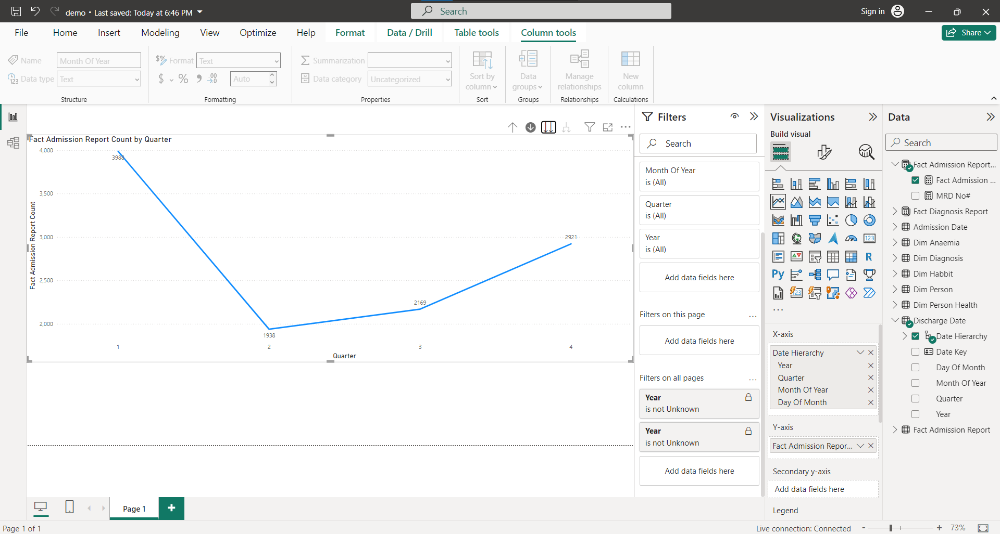 demo • Last saved: Today at 6:46 PM
Search
Sign in
File Home Insert Modeling View Optimize Help Format Data / Drill Table tools Column tools
Share
Name Month Of Year
Data type Text
Structure
Format Text
$ % Auto
Formatting
Summarization
Data category Uncategorized
Properties
Sort by
column
Sort
Data
groups
Groups
Manage
relationships
Relationships
New
column
Calculations
Fact Admission Report Count by Quarter
Fact Admission Report Count
4,000
3,500
3,000
2,500
2,000
3988
1938
2169
2921
1 2 3 4
Quarter
Filters
Search
Month Of Year
is (All)
Quarter
is (All)
Year
is (All)
Add data fields here
Filters on this page ...
Add data fields here
Filters on all pages ...
Year
is not Unknown
Year
is not Unknown
Add data fields here
Visualizations
Build visual
123
R
Py
123
...
X-axis
Date Hierarchy
Year
Quarter
Month Of Year
Day Of Month
Y-axis
Fact Admission Repor...
Secondary y-axis
Add data fields here
Legend
Data
Search
Fact Admission Report...
Fact Admission ...
MRD No#
Fact Diagnosis Report
Admission Date
Dim Anaemia
Dim Diagnosis
Dim Habbit
Dim Person
Dim Person Health
Discharge Date
Date Hierarchy
Date Key
Day Of Month
Month Of Year
Quarter
Year
Fact Admission Report
Page 1
+
Page 1 of 1
Live connection: Connected
- + 73%